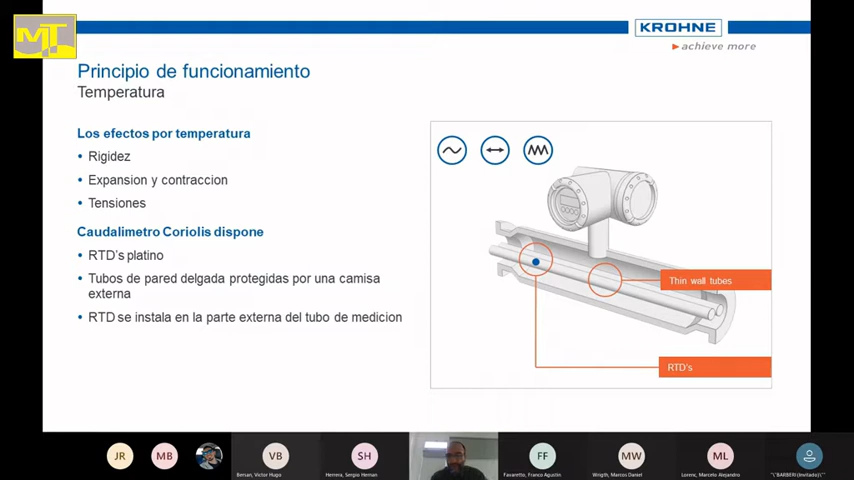 MT
KROHNE
achieve more
Principio de funcionamiento
Temperatura
Los efectos por temperatura
• Rigidez
• Expansion y contraccion
• Tensiones
Caudalimetro Coriolis dispone
• RTD's platino
• Tubos de pared delgada protegidas por una camisa
externa
• RTD se instala en la parte externa del tubo de medicion
Thin wall tubes
RTD's
JR
MB
VB
SH
FF
MW
ML
Bersan, Victor Hugo
Herrera, Sergio Hernan
Favaretto, Franco Agustin
Wrigth, Marcos Daniel
Lorenc, Marcelo Alejandro
\"\"BARBERI (Invitado)\"\"